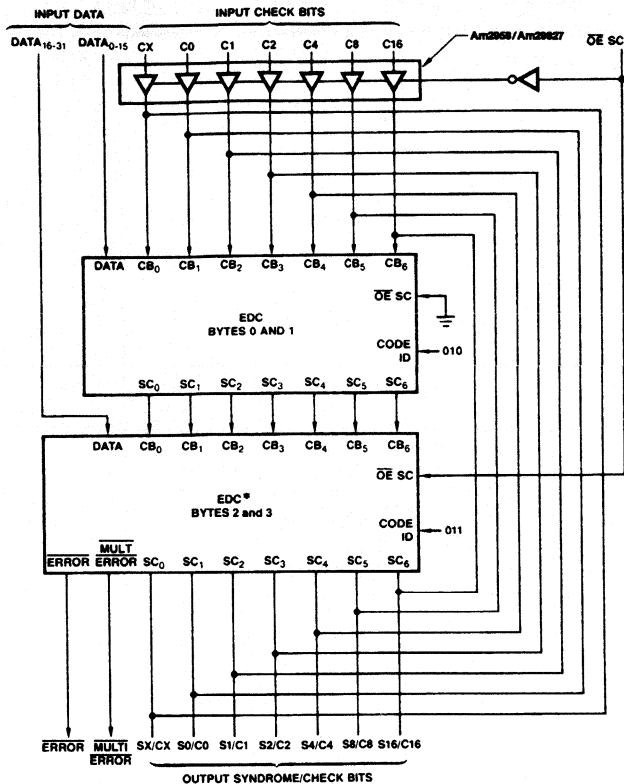 INPUT DATA
INPUT CHECK BITS
DATA16-31 DATA0-15 CX C0 C1 C2 C4 C8 C16
Am2958/Am29827
OE SC
DATA CB0 CB1 CB2 CB3 CB4 CB5 CB6
OE SC
EDC
BYTES 0 AND 1
CODE
ID
010
SC0 SC1 SC2 SC3 SC4 SC5 SC6
DATA CB0 CB1 CB2 CB3 CB4 CB5 CB6
OE SC
EDC*
BYTES 2 and 3
CODE
ID
011
ERROR MULT
ERROR SC0 SC1 SC2 SC3 SC4 SC5 SC6
ERROR MULTI
ERROR SX/CX S0/C0 S1/C1 S2/C2 S4/C4 S8/C8 S16/C16
OUTPUT SYNDROME/CHECK BITS